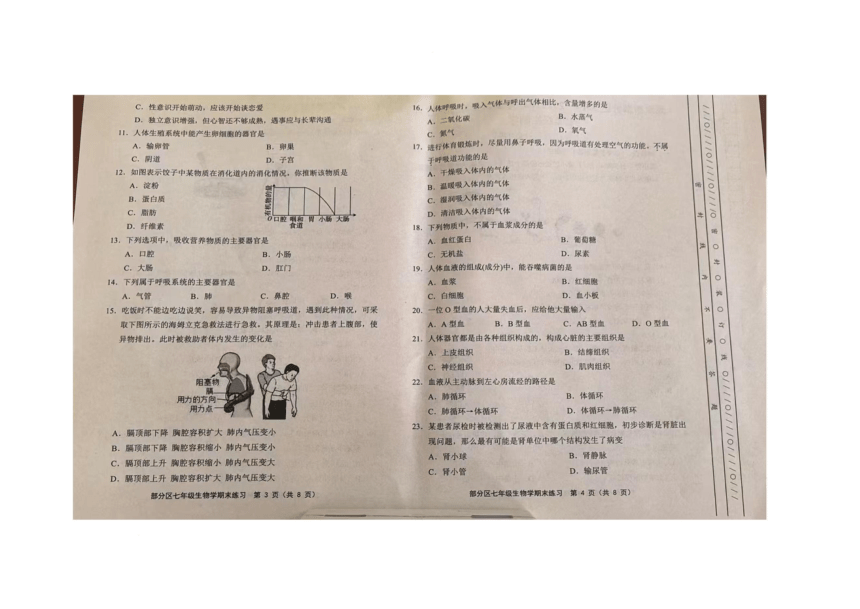 C. 性意识开始萌动，应该开始谈恋爱
D. 独立意识增强，但心智还不够成熟，遇事应与长辈沟通
11. 人体生殖系统中能产生卵细胞的器官是
A. 输卵管 B. 卵巢
C. 阴道 D. 子宫
12. 如图表示饺子中某物质在消化道内的消化情况，你推断该物质是
A. 淀粉
B. 蛋白质
C. 脂肪
D. 纤维素
有机物的量
O 口腔 咽和食道 胃 小肠 大肠
13. 下列选项中，吸收营养物质的主要器官是
A. 口腔 B. 小肠
C. 大肠 D. 肛门
14. 下列属于呼吸系统的主要器官是
A. 气管 B. 肺 C. 鼻腔 D. 喉
15. 吃饭时不能边吃边说笑，容易导致异物阻塞呼吸道，遇到此种情况，可采
取下图所示的海姆立克急救法进行急救，其原理是：冲击患者上腹部，使
异物排出。此时被救助者体内发生的变化是
阻塞物
膈
用力的方向
用力点
A. 膈顶部下降 胸腔容积扩大 肺内气压变小
B. 膈顶部下降 胸腔容积缩小 肺内气压变小
C. 膈顶部上升 胸腔容积缩小 肺内气压变大
D. 膈顶部上升 胸腔容积扩大 肺内气压变大
部分区七年级生物学期末练习 第 3 页（共 8 页）
16. 人体呼吸时，吸入气体与呼出气体相比，含量增多的是
A. 二氧化碳 B. 水蒸气
C. 氮气 D. 氧气
17. 进行体育锻炼时，尽量用鼻子呼吸，因为呼吸道有处理空气的功能。不属
于呼吸道功能的是
A. 干燥吸入体内的气体
B. 温暖吸入体内的气体
C. 湿润吸入体内的气体
D. 清洁吸入体内的气体
18. 下列物质中，不属于血浆成分的是
A. 血红蛋白 B. 葡萄糖
C. 无机盐 D. 尿素
19. 人体血液的组成(成分)中，能吞噬病菌的是
A. 血浆 B. 红细胞
C. 白细胞 D. 血小板
20. 一位 O 型血的人大量失血后，应给他大量输入
A. A 型血 B. B 型血 C. AB 型血 D. O 型血
21. 人体器官都是由各种组织构成的，构成心脏的主要组织是
A. 上皮组织 B. 结缔组织
C. 神经组织 D. 肌肉组织
22. 血液从主动脉到左心房流经的路径是
A. 肺循环 B. 体循环
C. 肺循环→体循环 D. 体循环→肺循环
23. 某患者尿检时被检测出了尿液中含有蛋白质和红细胞，初步诊断是肾脏出
现问题，那么最有可能是肾单位中哪个结构发生了病变
A. 肾小球 B. 肾静脉
C. 肾小管 D. 输尿管
部分区七年级生物学期末练习 第 4 页（共 8 页）
密 封 线 内 不 要 答 题